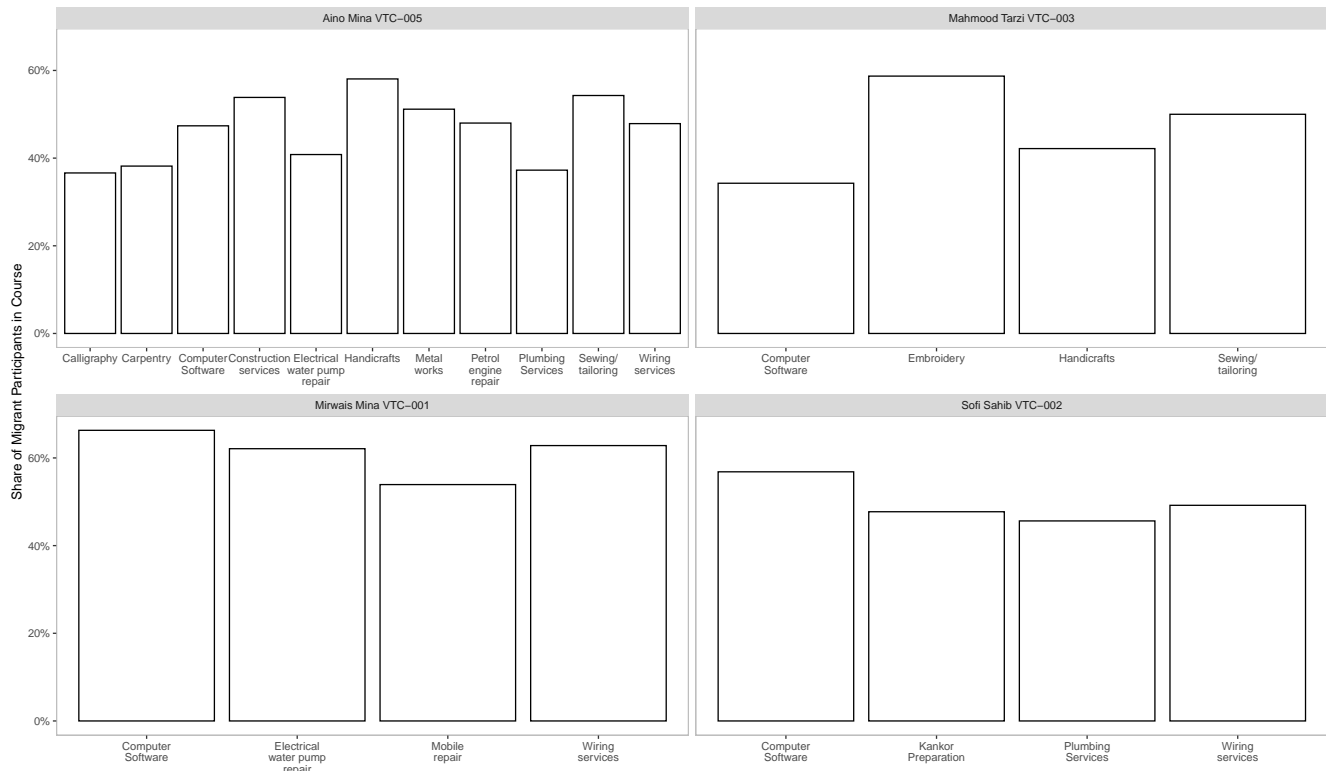 Aino Mina VTC–005
Mahmood Tarzi VTC–003
Share of Migrant Participants in Course
60%
40%
20%
0%
Calligraphy Carpentry Computer Construction Electrical Handicrafts Metal Petrol Plumbing Sewing/ Wiring
Software services water pump works engine Services tailoring services
repair repair
Computer Embroidery Handicrafts Sewing/
Software tailoring
Mirwais Mina VTC–001
Sofi Sahib VTC–002
60%
40%
20%
0%
Computer Electrical Mobile Wiring
Software water pump repair services
repair
Computer Kankor Plumbing Wiring
Software Preparation Services services